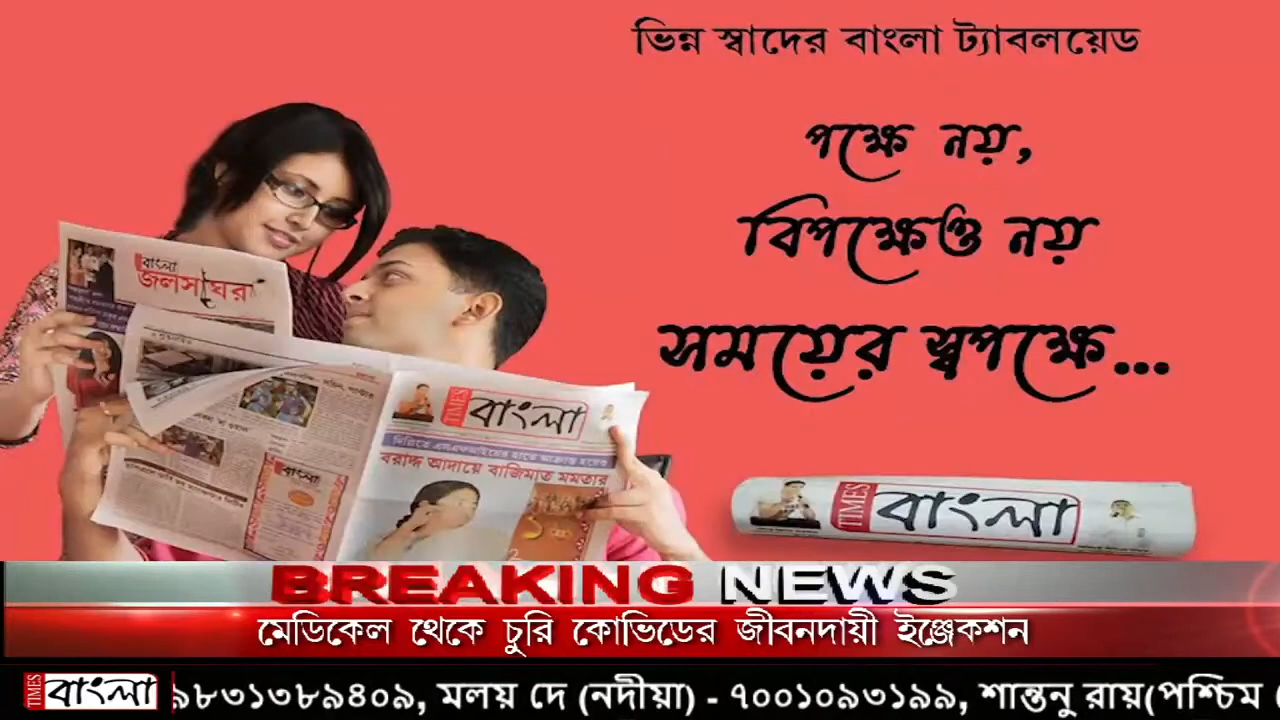 ভিন্ন স্বাদের বাংলা ট্যাবলয়েড
পক্ষে নয়,
বিপক্ষেও নয়
সময়ের স্বপক্ষে...
বাংলা
জলসাঘর
TIMES বাংলা
বরাদ্দ আদায়ে বাজিমাত মমতার
বাংলা
TIMES বাংলা
BREAKING NEWS
মেডিকেল থেকে চুরি কোভিডের জীবনদায়ী ইঞ্জেকশন
TIMES বাংলা ৯৮৩১৩৮৯৪০৯, মলয় দে (নদীয়া) - ৭০০১০৯৩১৯৯, শান্তনু রায়(পশ্চিম